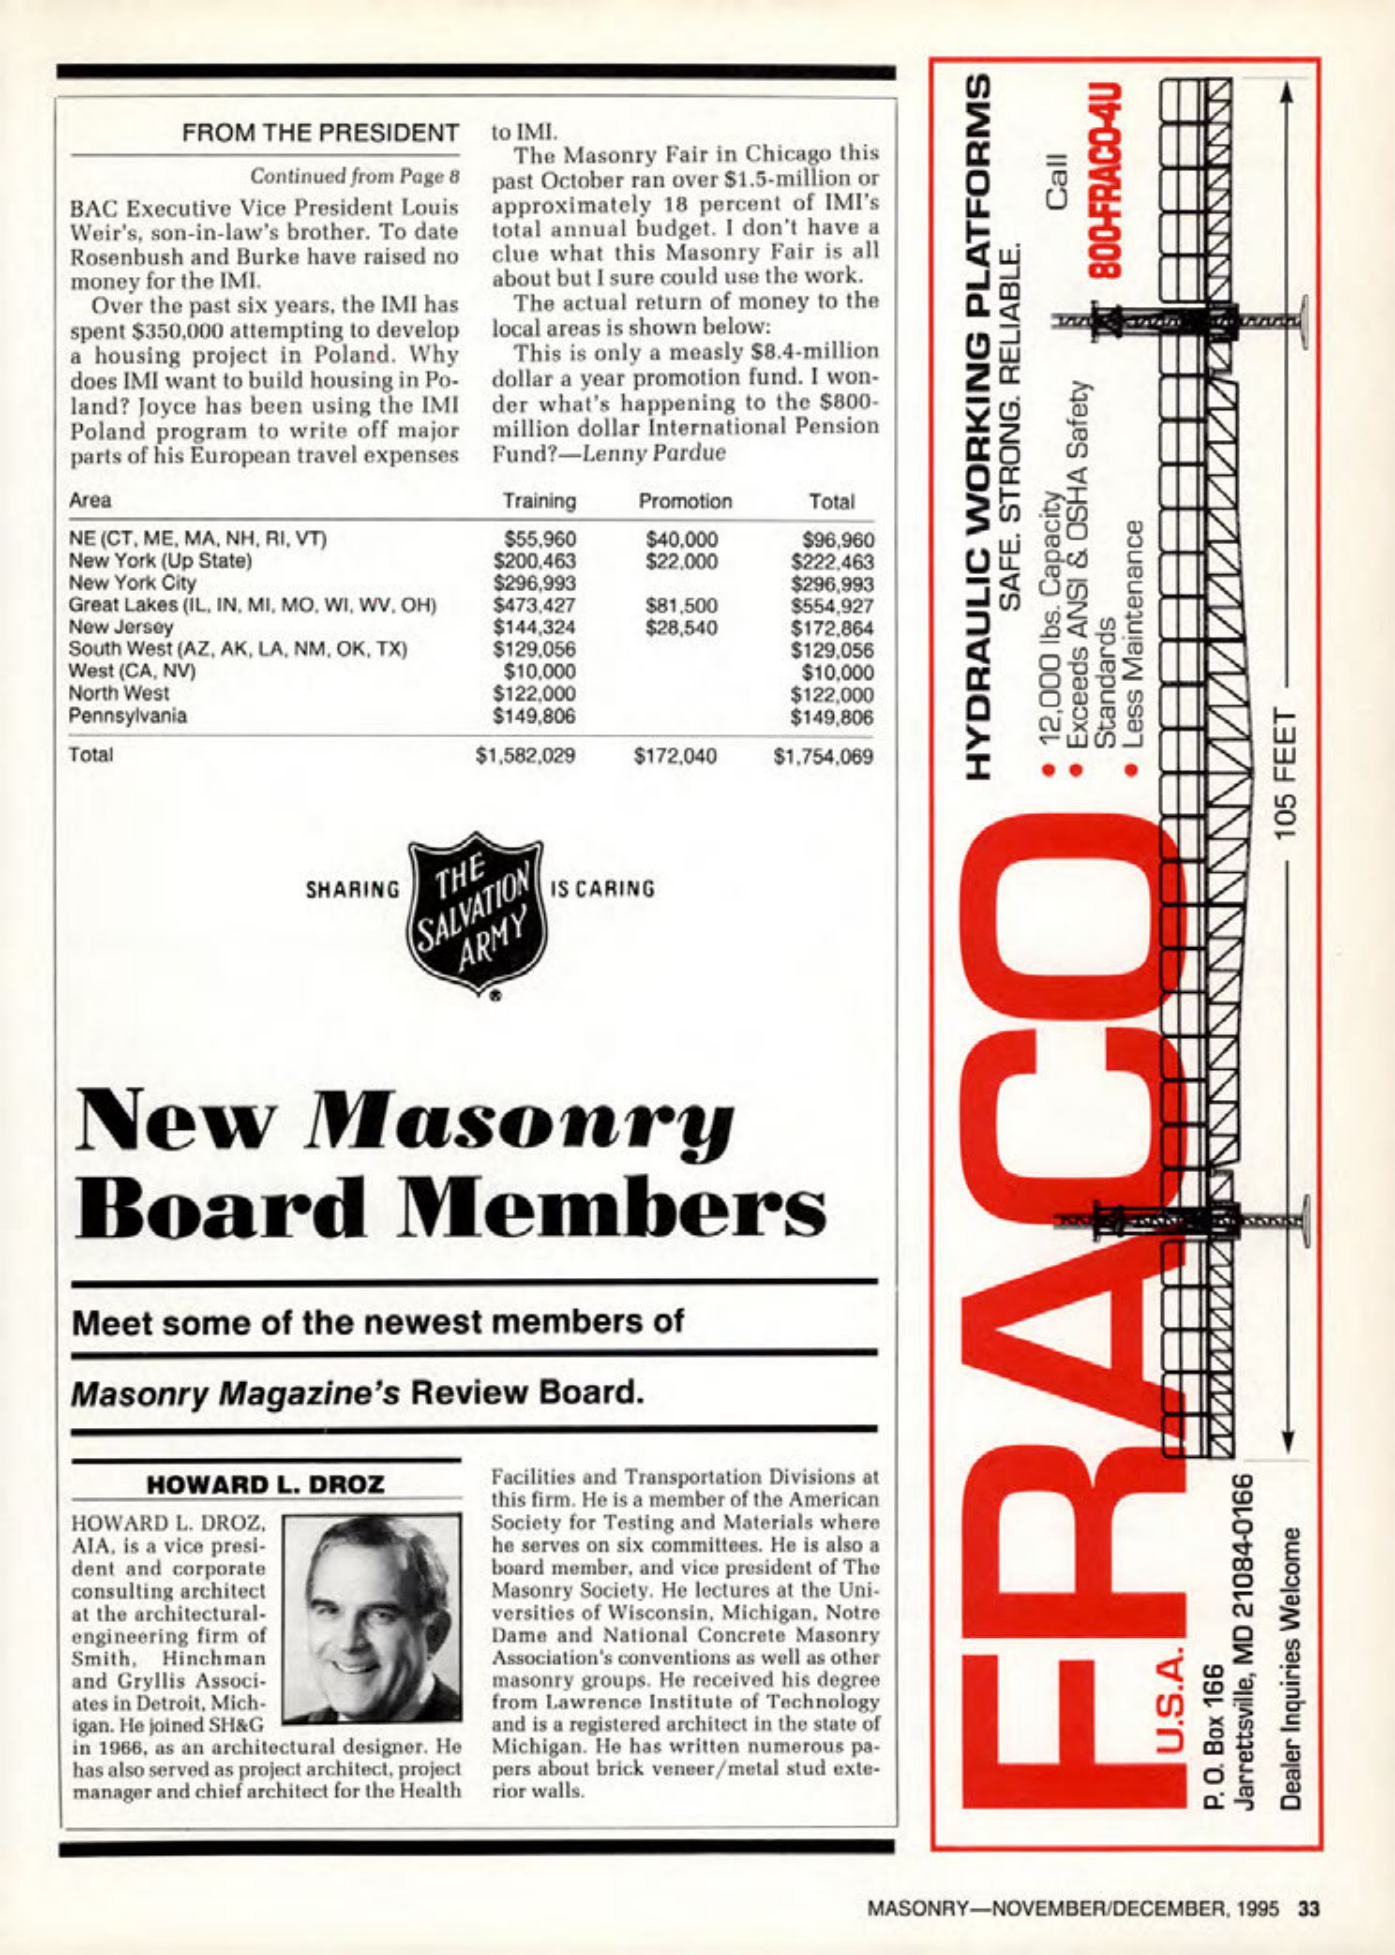 FROM THE PRESIDENT
Continued from Page 8
BAC Executive Vice President Louis
Weir's, son-in-law's brother. To date
Rosenbush and Burke have raised no
money for the IMI.
Over the past six years, the IMI has
spent $350,000 attempting to develop
a housing project in Poland. Why
does IMI want to build housing in Po-
land? Joyce has been using the IMI
Poland program to write off major
parts of his European travel expenses
to IMI.
The Masonry Fair in Chicago this
past October ran over $1.5-million or
approximately 18 percent of IMI's
total annual budget. I don't have a
clue what this Masonry Fair is all
about but I sure could use the work.
The actual return of money to the
local areas is shown below:
This is only a measly $8.4-million
dollar a year promotion fund. I won-
der what's happening to the $800-
million dollar International Pension
Fund?—Lenny Pardue
Area Training Promotion Total
NE (CT, ME, MA, NH, RI, VT) $55,960 $40,000 $96,960
New York (Up State) $200,463 $22,000 $222,463
New York City $296,993 $296,993
Great Lakes (IL, IN, MI, MO, WI, WV, OH) $473,427 $81,500 $554,927
New Jersey $144,324 $28,540 $172,864
South West (AZ, AK, LA, NM, OK, TX) $129,056 $129,056
West (CA, NV) $10,000 $10,000
North West $122,000 $122,000
Pennsylvania $149,806 $149,806
Total $1,582,029 $172,040 $1,754,069
SHARING THE SALVATION ARMY® IS CARING
New Masonry
Board Members
Meet some of the newest members of
Masonry Magazine's Review Board.
HOWARD L. DROZ
HOWARD L. DROZ,
AIA, is a vice presi-
dent and corporate
consulting architect
at the architectural-
engineering firm of
Smith, Hinchman
and Gryllis Associ-
ates in Detroit, Mich-
igan. He joined SH&G
in 1966, as an architectural designer. He
has also served as project architect, project
manager and chief architect for the Health
Facilities and Transportation Divisions at
this firm. He is a member of the American
Society for Testing and Materials where
he serves on six committees. He is also a
board member, and vice president of The
Masonry Society. He lectures at the Uni-
versities of Wisconsin, Michigan, Notre
Dame and National Concrete Masonry
Association's conventions as well as other
masonry groups. He received his degree
from Lawrence Institute of Technology
and is a registered architect in the state of
Michigan. He has written numerous pa-
pers about brick veneer/metal stud exte-
rior walls.
FRACO
U.S.A.
HYDRAULIC WORKING PLATFORMS
SAFE. STRONG. RELIABLE.
• 12,000 lbs. Capacity
• Exceeds ANSI & OSHA Safety
Standards
• Less Maintenance
Call
800-FRACO-4U
105 FEET
P. O. Box 166
Jarrettsville, MD 21084-0166
Dealer Inquiries Welcome
MASONRY—NOVEMBER/DECEMBER, 1995 33